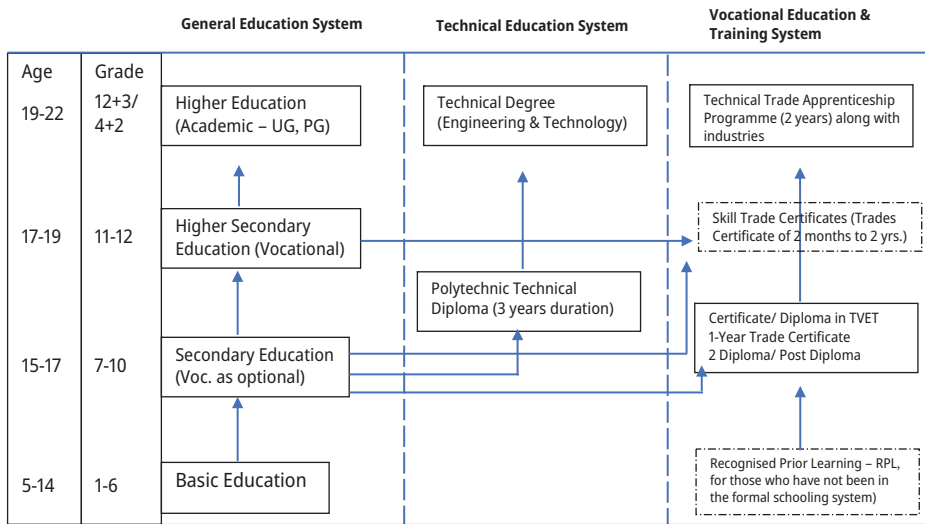 General Education System
Technical Education System
Vocational Education &
Training System
Age
Grade
19-22
12+3/
4+2
Higher Education
(Academic – UG, PG)
Technical Degree
(Engineering & Technology)
Technical Trade Apprenticeship
Programme (2 years) along with
industries
17-19
11-12
Higher Secondary
Education (Vocational)
Skill Trade Certificates (Trades
Certificate of 2 months to 2 yrs.)
Polytechnic Technical
Diploma (3 years duration)
Certificate/ Diploma in TVET
1-Year Trade Certificate
2 Diploma/ Post Diploma
15-17
7-10
Secondary Education
(Voc. as optional)
5-14
1-6
Basic Education
Recognised Prior Learning – RPL,
for those who have not been in
the formal schooling system)